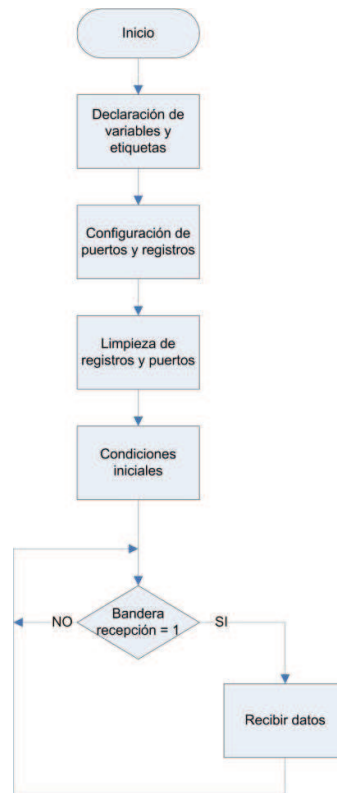 Inicio
Declaración de
variables y
etiquetas
Configuración de
puertos y registros
Limpieza de
registros y puertos
Condiciones
iniciales
Bandera
recepción = 1
NO
SI
Recibir datos